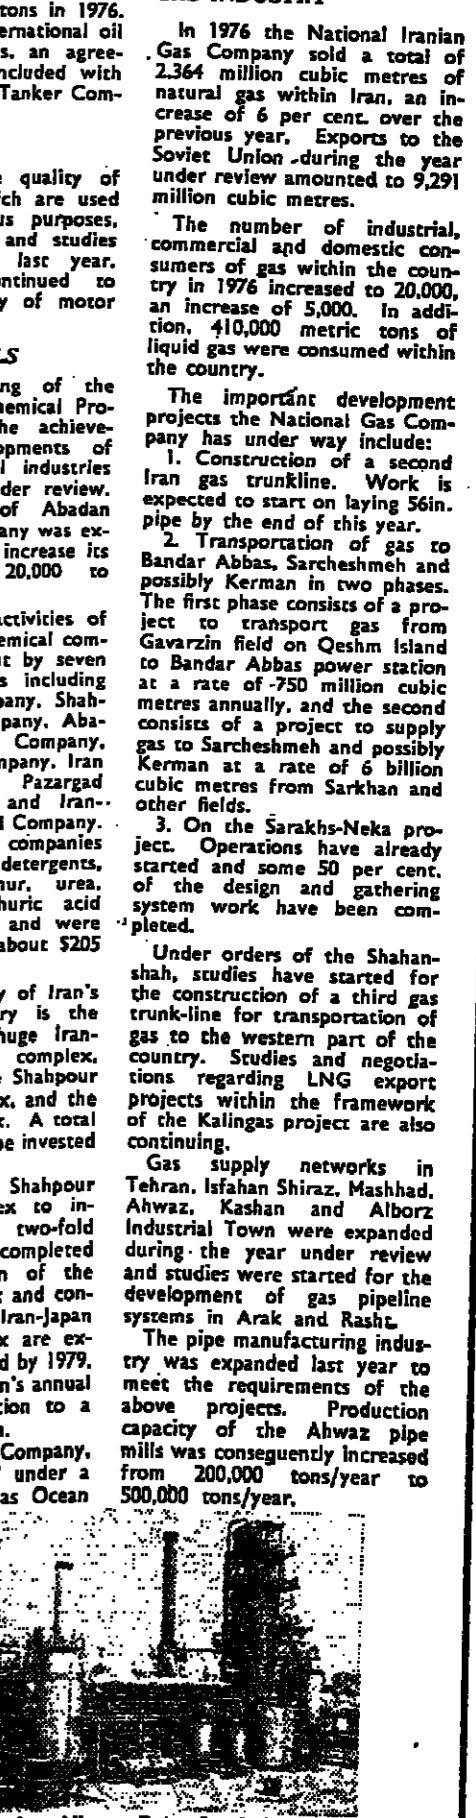 tons in 1976.
ernational oil
s, an agree-
ncluded with
Tanker Com-
quality of
ch are used
us purposes,
and studies
last year.
ntinued to
y of motor
LS
ng of the
emical Pro-
he achieve-
opments of
l industries
der review.
of Abadan
any was ex-
increase its
20,000 to
activities of
emical com-
t by seven
s including
pany, Shah-
pany, Aba-
Company,
mpany, Iran
Pazargad
and Iran-
l Company.
companies
detergents,
hur, urea,
huric acid
and were
about $205
y of Iran's
ry is the
huge Iran-
complex,
Shahpour
x, and the
x. A total
be invested
Shahpour
ex to in-
two-fold
completed
n of the
g and con-
Iran-Japan
x are ex-
d by 1979.
n's annual
tion to a
n.
Company,
under a
as Ocean
INDUSTRY
In 1976 the National Iranian
Gas Company sold a total of
2.364 million cubic metres of
natural gas within Iran, an in-
crease of 6 per cent. over the
previous year. Exports to the
Soviet Union during the year
under review amounted to 9,291
million cubic metres.
The number of industrial,
commercial and domestic con-
sumers of gas within the coun-
try in 1976 increased to 20,000,
an increase of 5,000. In addi-
tion, 410,000 metric tons of
liquid gas were consumed within
the country.
The important development
projects the National Gas Com-
pany has under way include:
1. Construction of a second
Iran gas trunkline. Work is
expected to start on laying 56in.
pipe by the end of this year.
2. Transportation of gas to
Bandar Abbas, Sarcheshmeh and
possibly Kerman in two phases.
The first phase consists of a pro-
ject to transport gas from
Gavarzin field on Qeshm Island
to Bandar Abbas power station
at a rate of 750 million cubic
metres annually, and the second
consists of a project to supply
gas to Sarcheshmeh and possibly
Kerman at a rate of 6 billion
cubic metres from Sarkhan and
other fields.
3. On the Sarakhs-Neka pro-
ject. Operations have already
started and some 50 per cent.
of the design and gathering
system work have been com-
pleted.
Under orders of the Shahan-
shah, studies have started for
the construction of a third gas
trunk-line for transportation of
gas to the western part of the
country. Studies and negotia-
tions regarding LNG export
projects within the framework
of the Kalingas project are also
continuing.
Gas supply networks in
Tehran, Isfahan Shiraz, Mashhad,
Ahwaz, Kashan and Alborz
Industrial Town were expanded
during the year under review
and studies were started for the
development of gas pipeline
systems in Arak and Rasht.
The pipe manufacturing indus-
try was expanded last year to
meet the requirements of the
above projects. Production
capacity of the Ahwaz pipe
mills was consequently increased
from 200,000 tons/year to
500,000 tons/year.